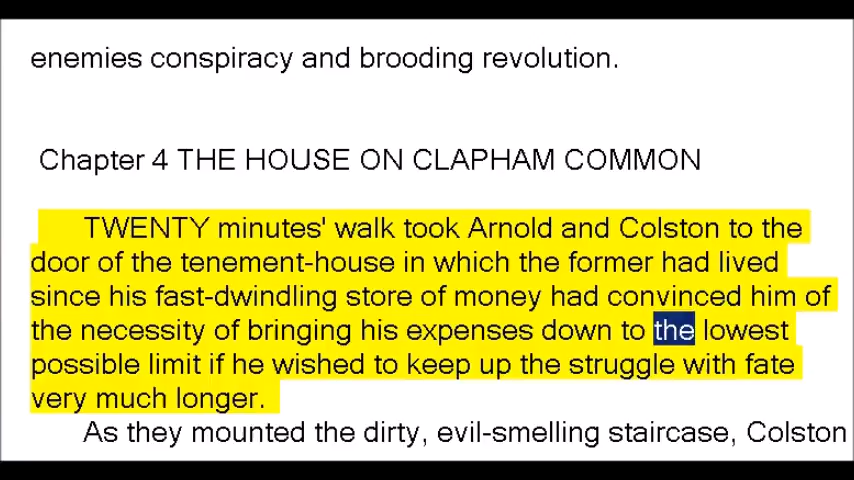 enemies conspiracy and brooding revolution.
Chapter 4 THE HOUSE ON CLAPHAM COMMON
TWENTY minutes' walk took Arnold and Colston to the
door of the tenement-house in which the former had lived
since his fast-dwindling store of money had convinced him of
the necessity of bringing his expenses down to the lowest
possible limit if he wished to keep up the struggle with fate
very much longer.
As they mounted the dirty, evil-smelling staircase, Colston